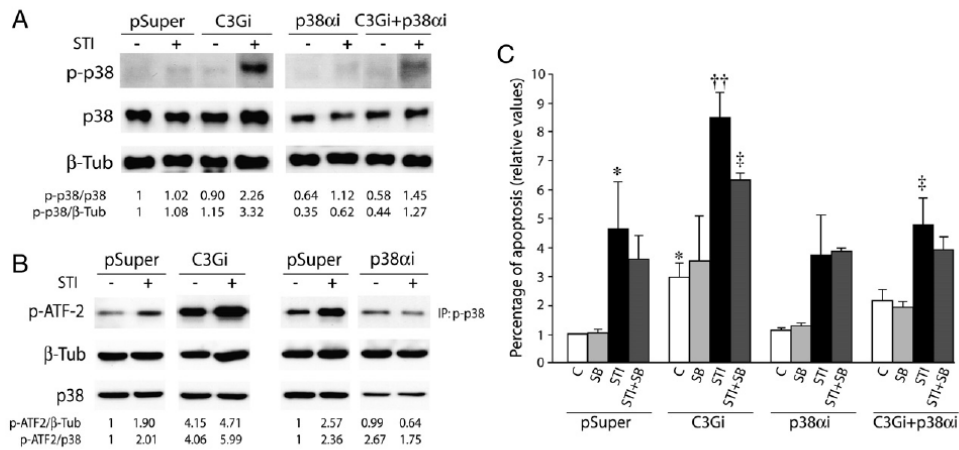 A
pSuper C3Gi p38αi C3Gi+p38αi
STI - + - + - + - +
p-p38
p38
β-Tub
p-p38/p38 1 1.02 0.90 2.26 0.64 1.12 0.58 1.45
p-p38/β-Tub 1 1.08 1.15 3.32 0.35 0.62 0.44 1.27
B
pSuper C3Gi pSuper p38αi
STI - + - + - + - +
p-ATF-2 IP: p-p38
β-Tub
p38
p-ATF2/β-Tub 1 1.90 4.15 4.71 1 2.57 0.99 0.64
p-ATF2/p38 1 2.01 4.06 5.99 1 2.36 2.67 1.75
C
Percentage of apoptosis (relative values)
10
9
8
7
6
5
4
3
2
1
0
* * †† ‡ ‡
C SB STI STI+SB C SB STI STI+SB C SB STI STI+SB C SB STI STI+SB
pSuper C3Gi p38αi C3Gi+p38αi